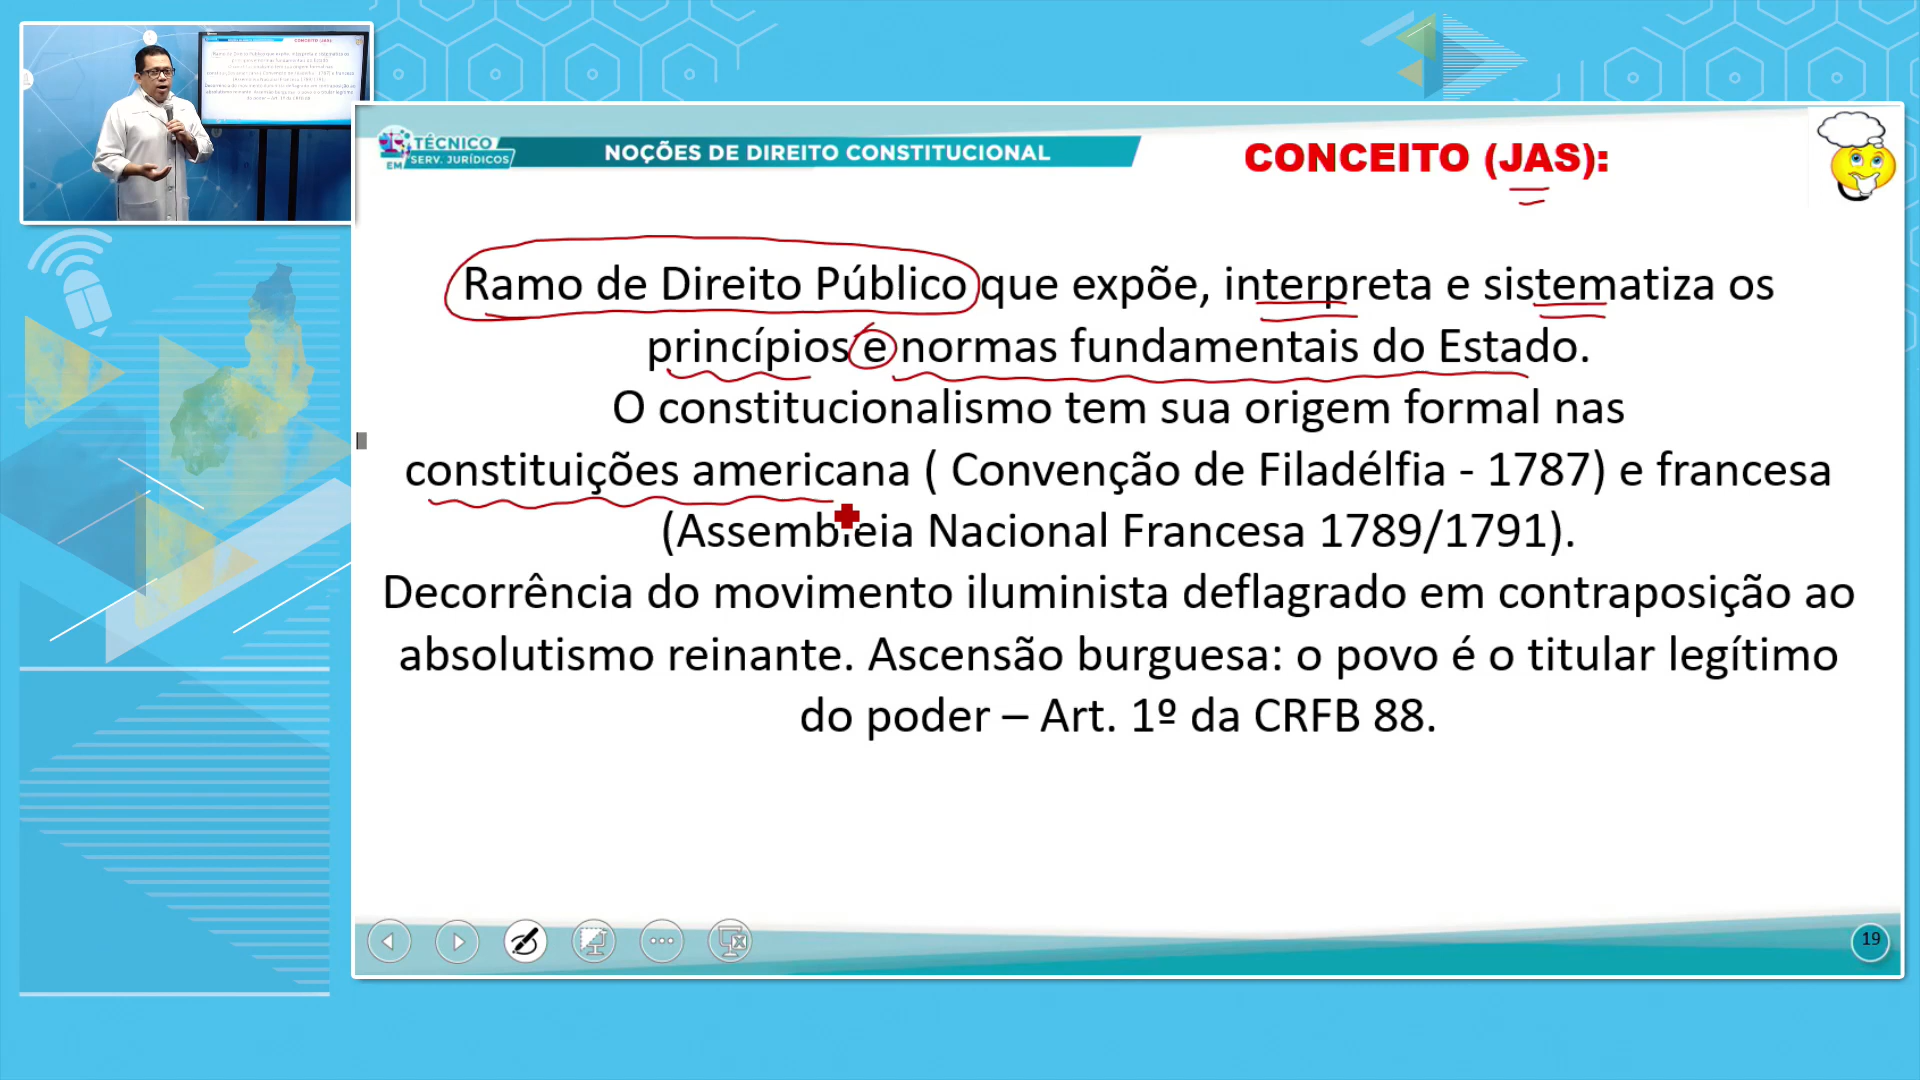 TÉCNICO
EM SERV. JURÍDICOS
NOÇÕES DE DIREITO CONSTITUCIONAL
CONCEITO (JAS):
Ramo de Direito Público que expõe, interpreta e sistematiza os
princípios e normas fundamentais do Estado.
O constitucionalismo tem sua origem formal nas
constituições americana ( Convenção de Filadélfia - 1787) e francesa
(Assembleia Nacional Francesa 1789/1791).
Decorrência do movimento iluminista deflagrado em contraposição ao
absolutismo reinante. Ascensão burguesa: o povo é o titular legítimo
do poder – Art. 1º da CRFB 88.
19